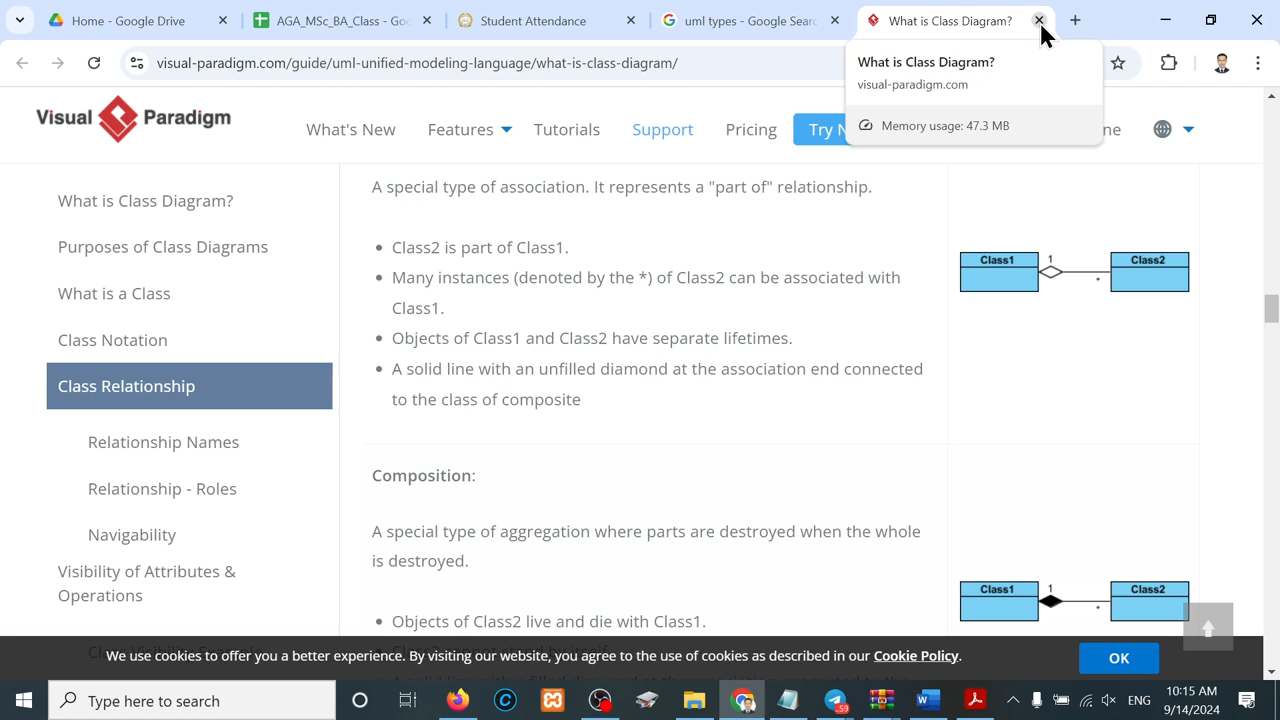 Home - Google Drive
AGA_MSc_BA_Class - Goo
Student Attendance
uml types - Google Searc
What is Class Diagram?
visual-paradigm.com/guide/uml-unified-modeling-language/what-is-class-diagram/
What is Class Diagram?
visual-paradigm.com
Memory usage: 47.3 MB
Visual Paradigm
What's New
Features
Tutorials
Support
Pricing
Try N
ne
What is Class Diagram?
Purposes of Class Diagrams
What is a Class
Class Notation
Class Relationship
Relationship Names
Relationship - Roles
Navigability
Visibility of Attributes &
Operations
A special type of association. It represents a "part of" relationship.
• Class2 is part of Class1.
• Many instances (denoted by the *) of Class2 can be associated with
Class1.
• Objects of Class1 and Class2 have separate lifetimes.
• A solid line with an unfilled diamond at the association end connected
to the class of composite
Class1
1
*
Class2
Composition:
A special type of aggregation where parts are destroyed when the whole
is destroyed.
• Objects of Class2 live and die with Class1.
Class1
1
*
Class2
We use cookies to offer you a better experience. By visiting our website, you agree to the use of cookies as described in our Cookie Policy.
OK
Type here to search
59
ENG
10:15 AM
9/14/2024